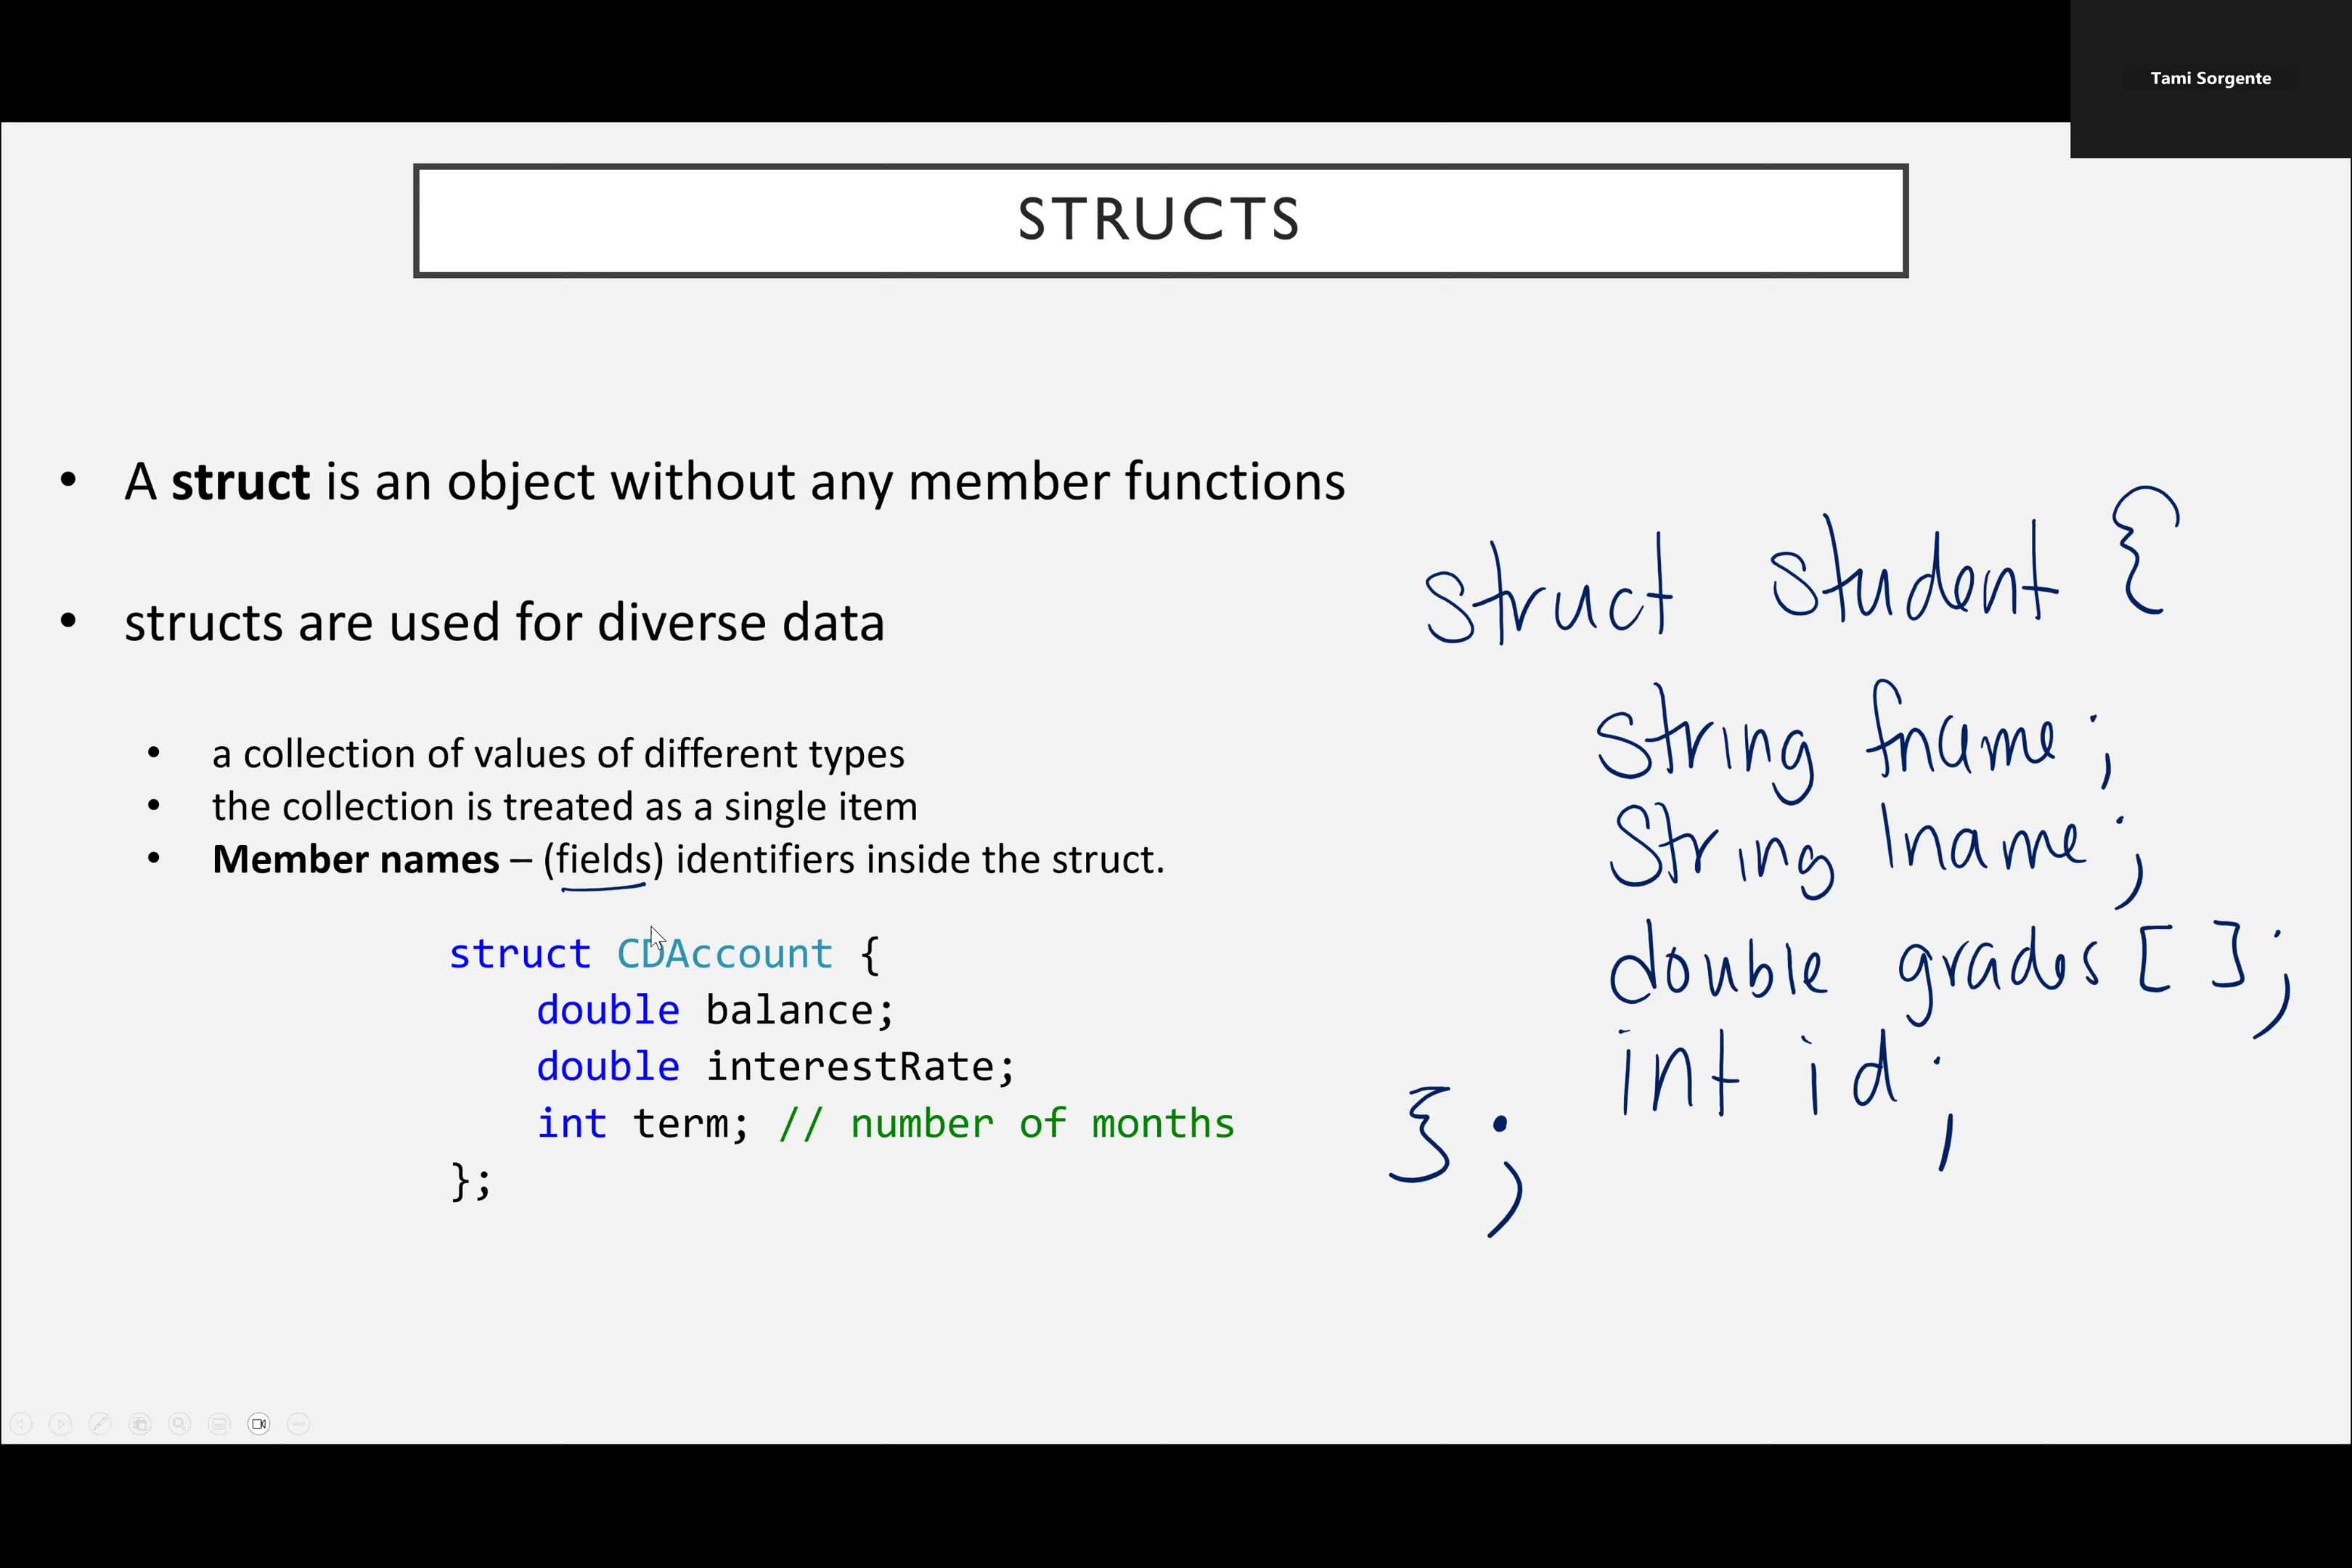 Tami Sorgente
STRUCTS
• A struct is an object without any member functions
• structs are used for diverse data
• a collection of values of different types
• the collection is treated as a single item
• Member names – (fields) identifiers inside the struct.
struct CDAccount {
double balance;
double interestRate;
int term; // number of months
};
struct student {
string fname;
string lname;
double grades[ ];
int id;
};